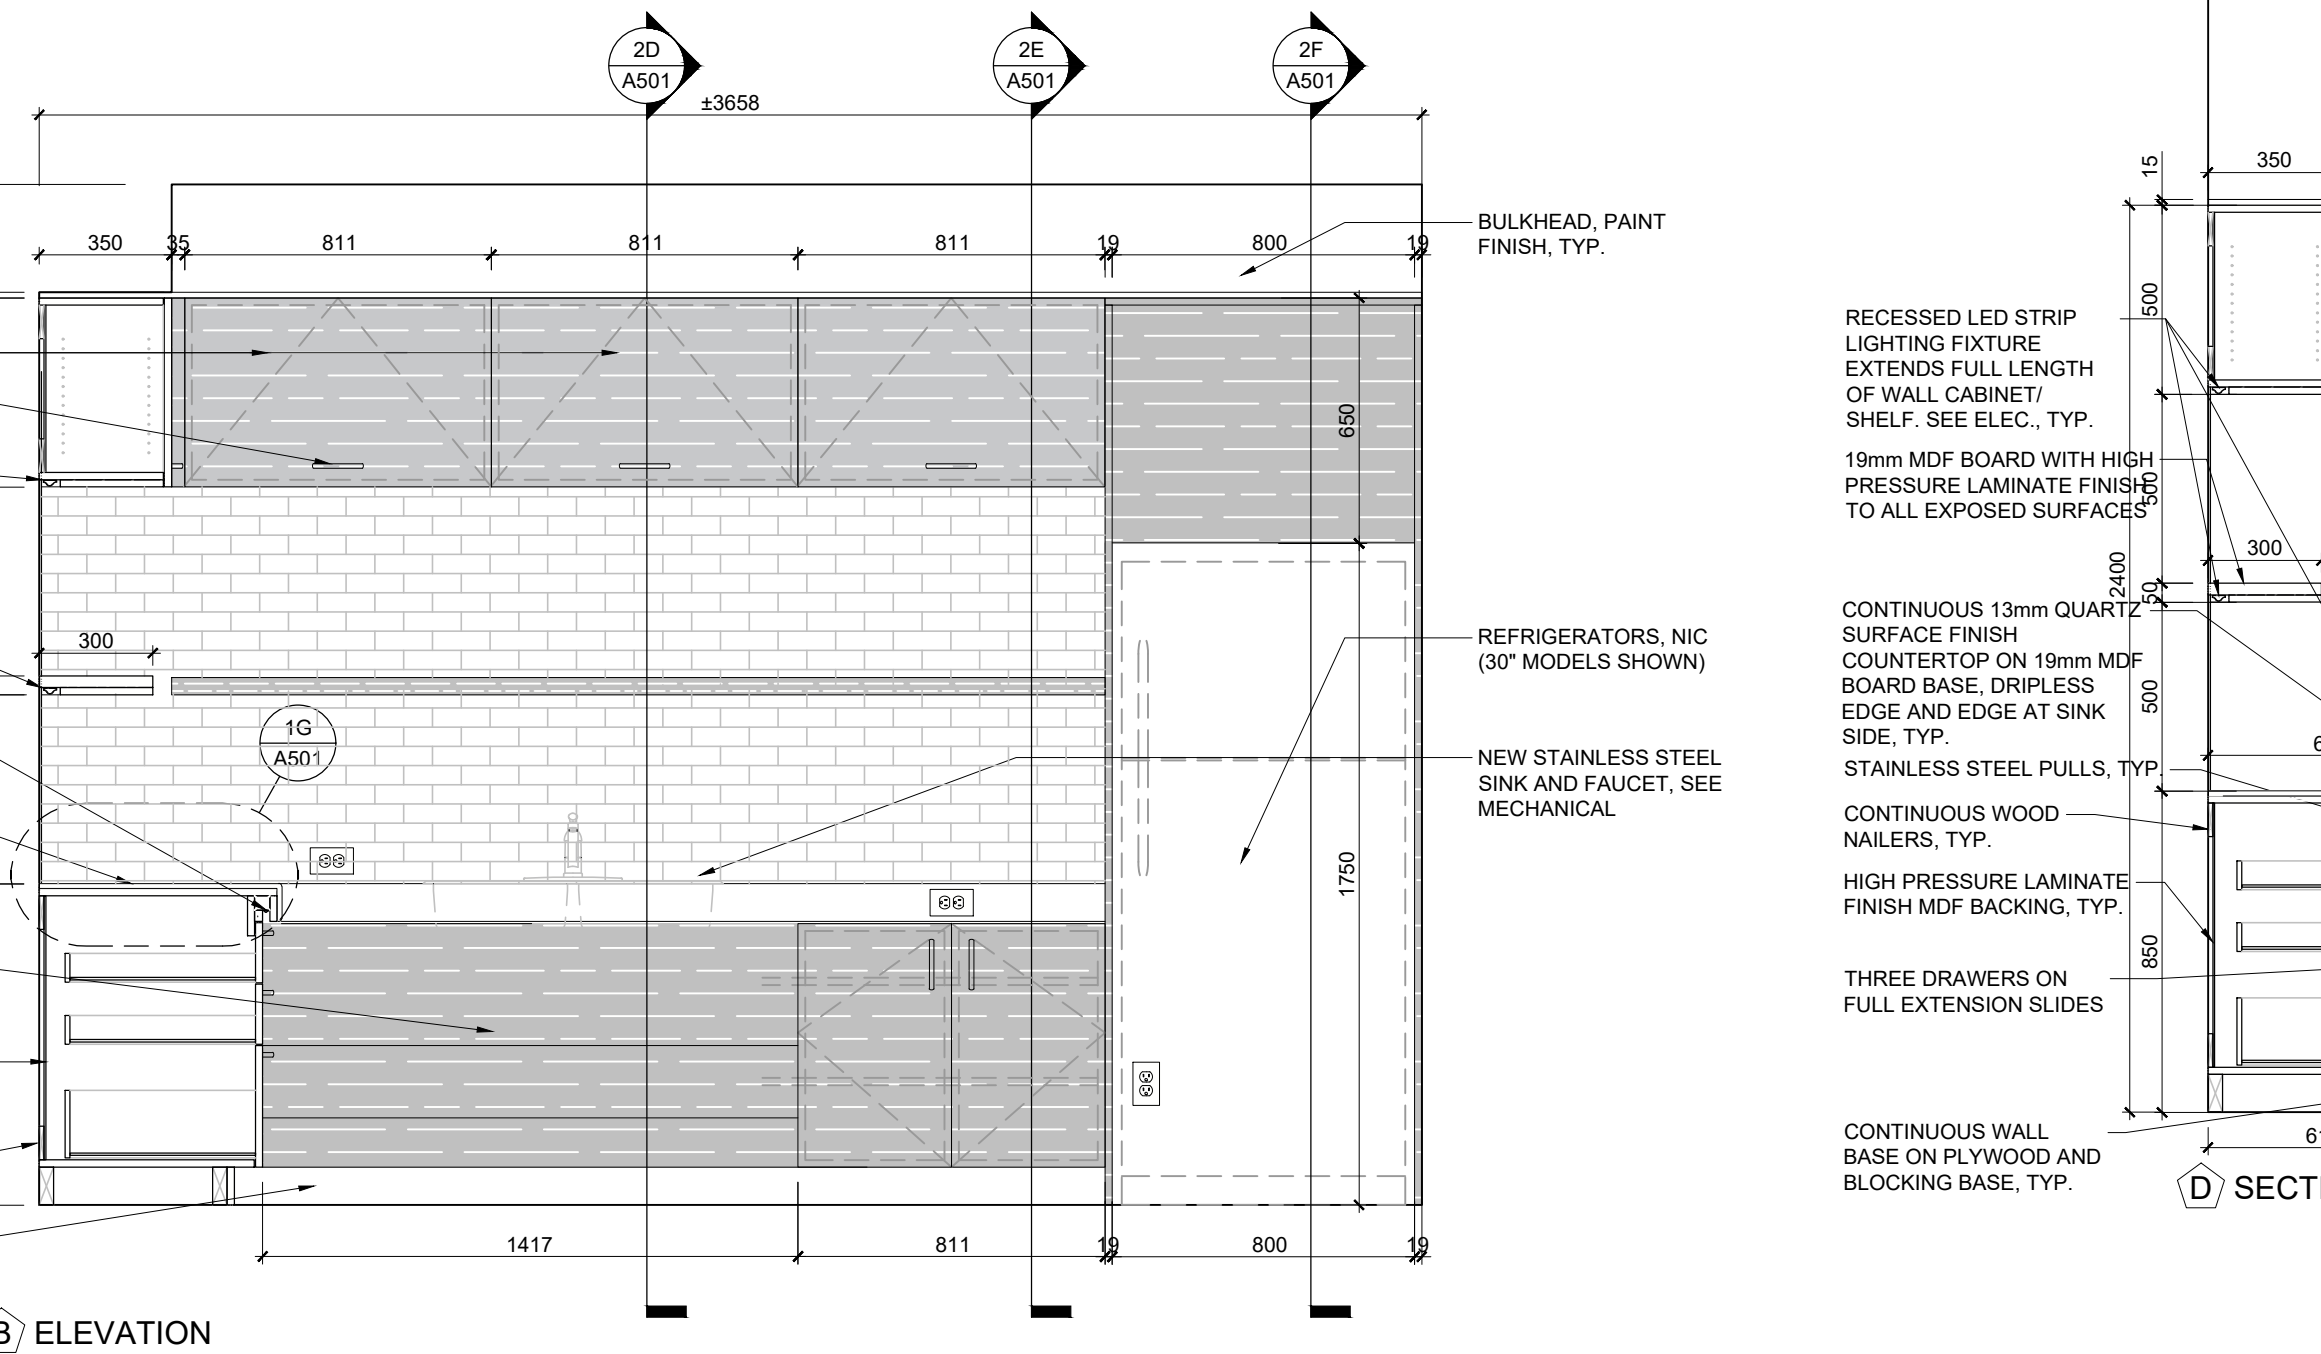 2D
A501
2E
A501
2F
A501
±3658
350
35
811
811
811
19
800
19
BULKHEAD, PAINT
FINISH, TYP.
650
300
1G
A501
REFRIGERATORS, NIC
(30" MODELS SHOWN)
NEW STAINLESS STEEL
SINK AND FAUCET, SEE
MECHANICAL
1750
1417
811
19
800
19
B
ELEVATION
15
350
500
RECESSED LED STRIP
LIGHTING FIXTURE
EXTENDS FULL LENGTH
OF WALL CABINET/
SHELF. SEE ELEC., TYP.
19mm MDF BOARD WITH HIGH
PRESSURE LAMINATE FINISH
TO ALL EXPOSED SURFACES
500
300
2400
50
CONTINUOUS 13mm QUARTZ
SURFACE FINISH
COUNTERTOP ON 19mm MDF
BOARD BASE, DRIPLESS
EDGE AND EDGE AT SINK
SIDE, TYP.
500
STAINLESS STEEL PULLS, TYP.
CONTINUOUS WOOD
NAILERS, TYP.
HIGH PRESSURE LAMINATE
FINISH MDF BACKING, TYP.
850
THREE DRAWERS ON
FULL EXTENSION SLIDES
CONTINUOUS WALL
BASE ON PLYWOOD AND
BLOCKING BASE, TYP.
D